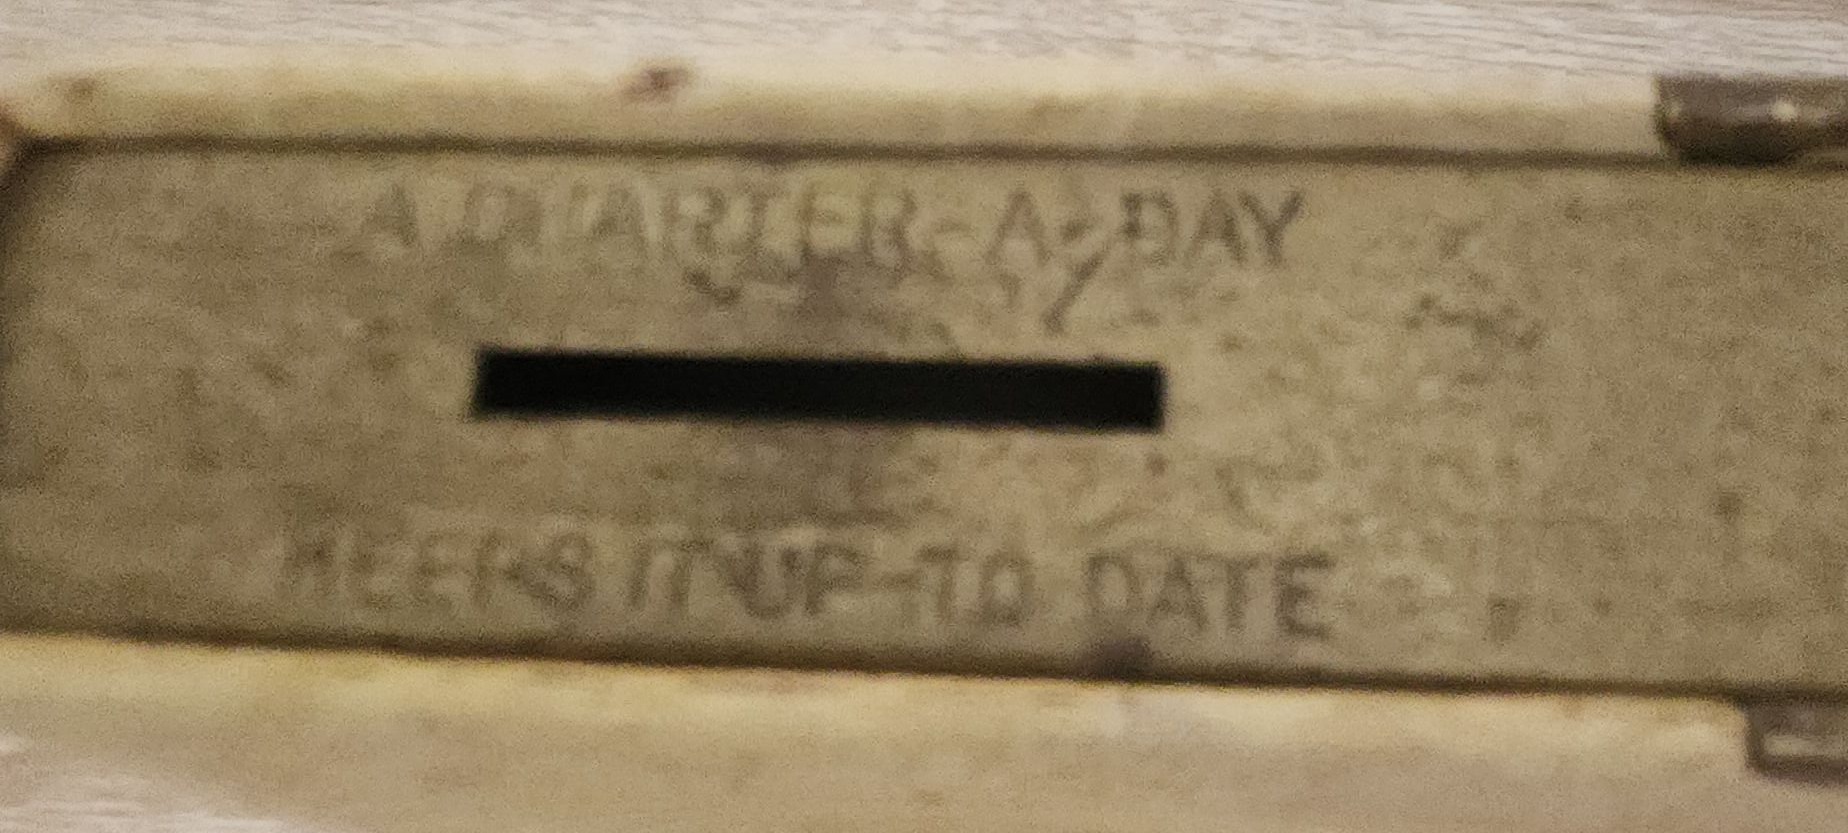 A QUARTER-A-DAY
KEEPS IT UP-TO DATE